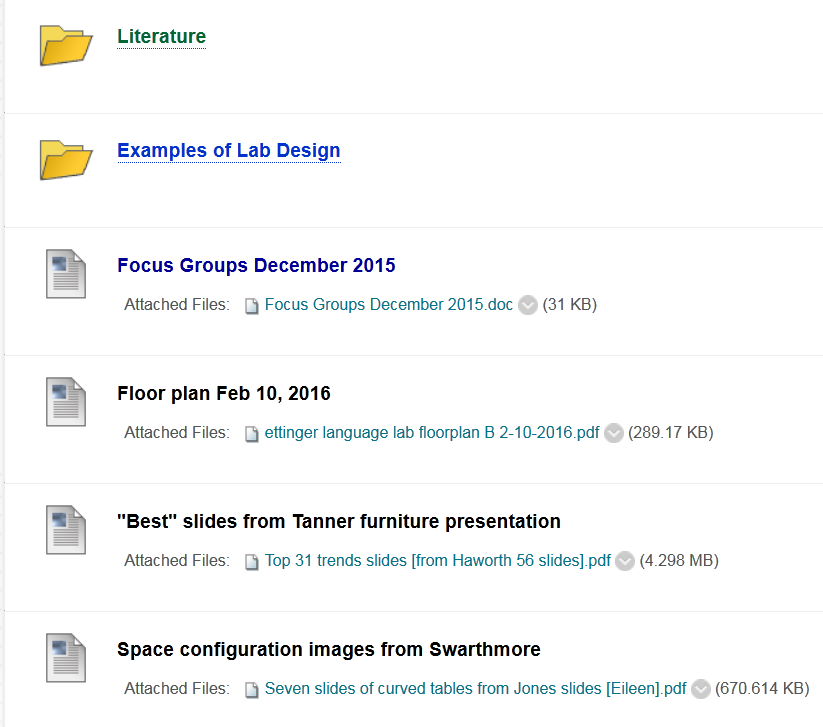 Literature
Examples of Lab Design
Focus Groups December 2015
Attached Files: Focus Groups December 2015.doc (31 KB)
Floor plan Feb 10, 2016
Attached Files: ettinger language lab floorplan B 2-10-2016.pdf (289.17 KB)
"Best" slides from Tanner furniture presentation
Attached Files: Top 31 trends slides [from Haworth 56 slides].pdf (4.298 MB)
Space configuration images from Swarthmore
Attached Files: Seven slides of curved tables from Jones slides [Eileen].pdf (670.614 KB)